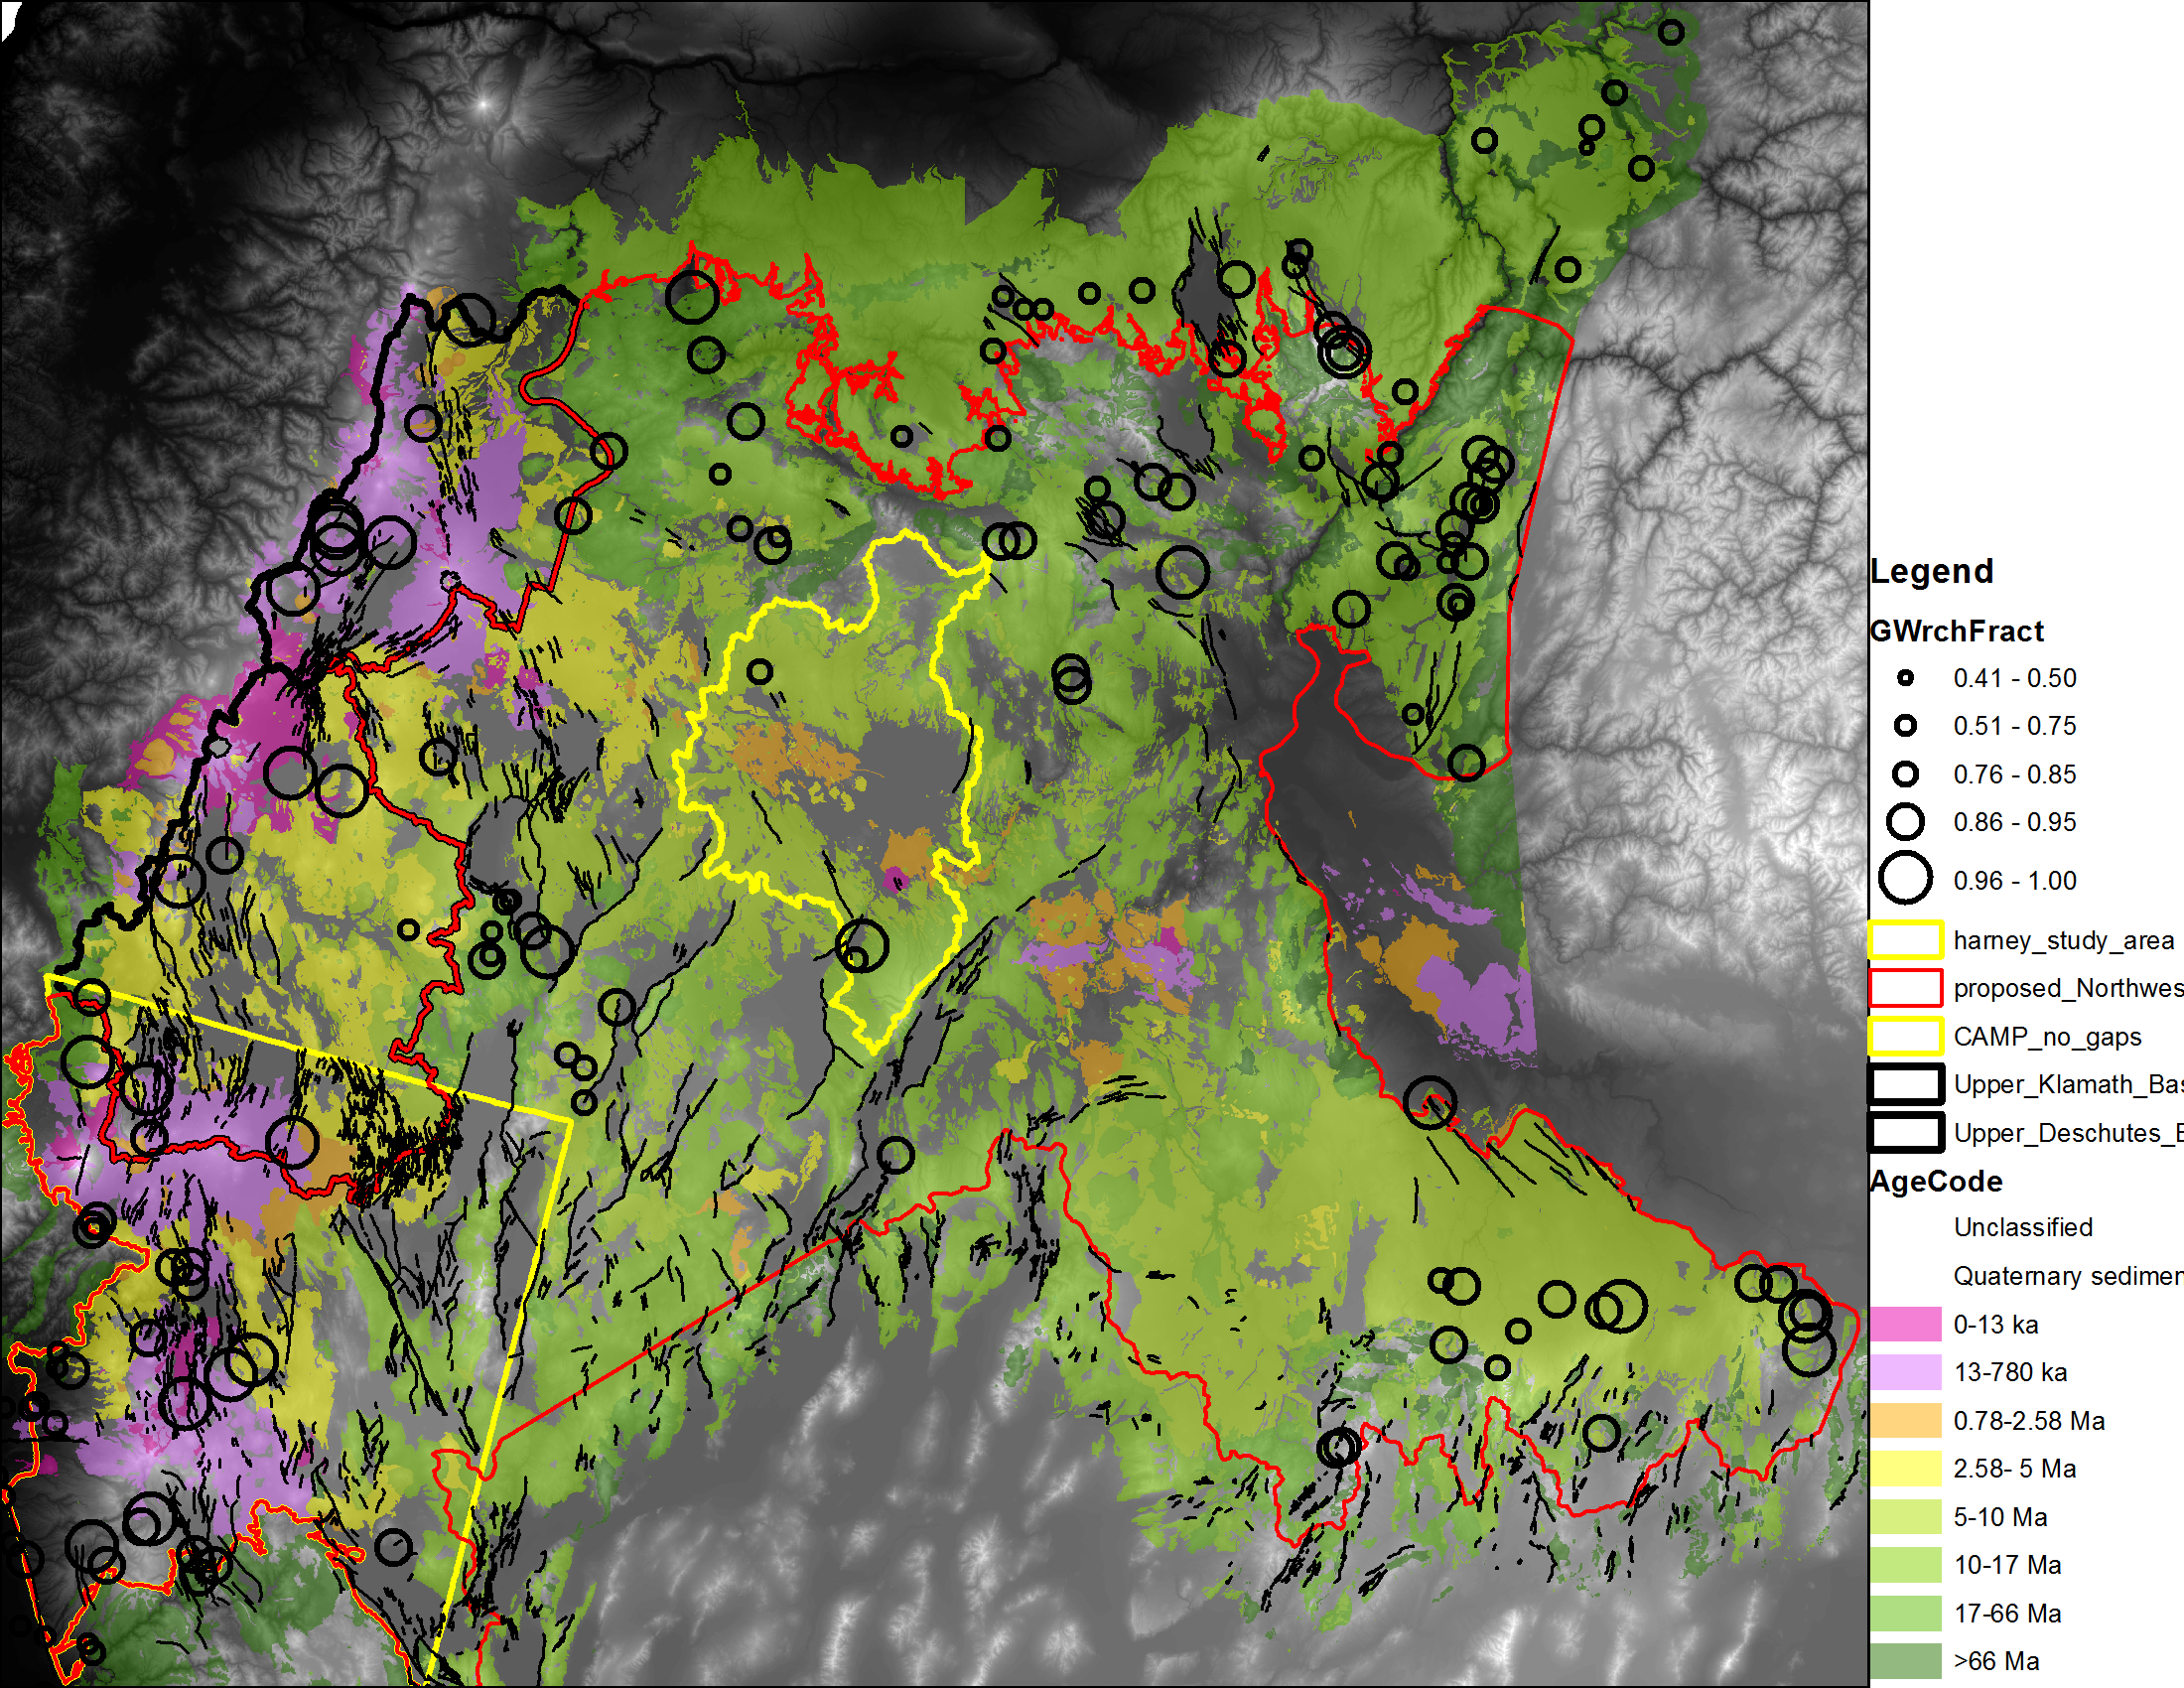 Legend
GWrchFract
0.41 - 0.50
0.51 - 0.75
0.76 - 0.85
0.86 - 0.95
0.96 - 1.00
harney_study_area
proposed_Northwes
CAMP_no_gaps
Upper_Klamath_Bas
Upper_Deschutes_B
AgeCode
Unclassified
Quaternary sedimen
0-13 ka
13-780 ka
0.78-2.58 Ma
2.58- 5 Ma
5-10 Ma
10-17 Ma
17-66 Ma
>66 Ma